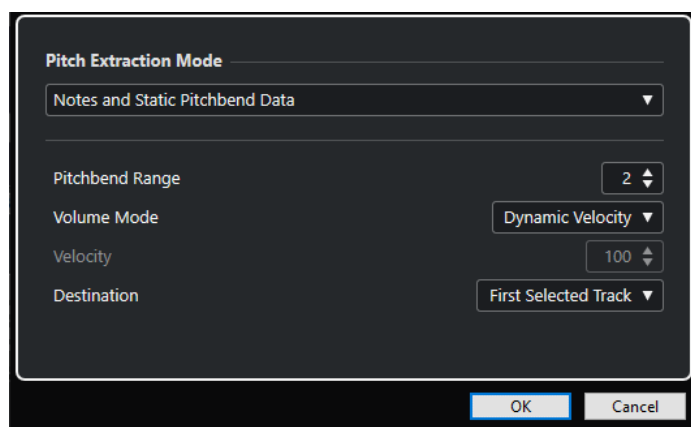 Pitch Extraction Mode
Notes and Static Pitchbend Data
Pitchbend Range 2
Volume Mode Dynamic Velocity
Velocity 100
Destination First Selected Track
OK Cancel